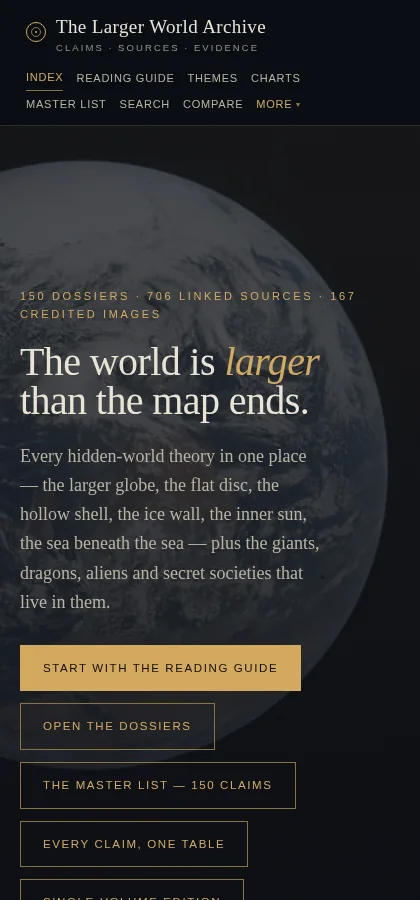 The Larger World Archive
CLAIMS · SOURCES · EVIDENCE
INDEX READING GUIDE THEMES CHARTS
MASTER LIST SEARCH COMPARE MORE ▾
150 DOSSIERS · 706 LINKED SOURCES · 167
CREDITED IMAGES
The world is larger
than the map ends.
Every hidden-world theory in one place
— the larger globe, the flat disc, the
hollow shell, the ice wall, the inner sun,
the sea beneath the sea — plus the giants,
dragons, aliens and secret societies that
live in them.
START WITH THE READING GUIDE
OPEN THE DOSSIERS
THE MASTER LIST — 150 CLAIMS
EVERY CLAIM, ONE TABLE
SINGLE-VOLUME EDITION